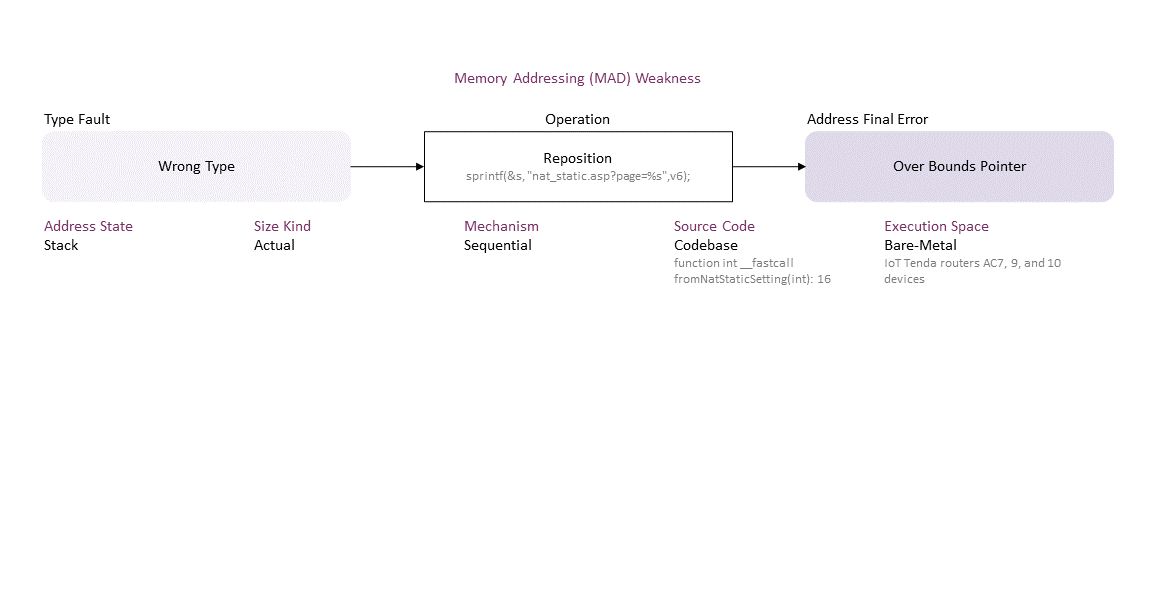 Memory Addressing (MAD) Weakness
Type Fault
Operation
Address Final Error
Wrong Type
Reposition
sprintf(&s,"nat_static.asp?page=%s",v6);
Over Bounds Pointer
Address State
Stack
Size Kind
Actual
Mechanism
Sequential
Source Code
Codebase
function int __fastcall
fromNatStaticSetting(int): 16
Execution Space
Bare-Metal
IoT Tenda routers AC7, 9, and 10
devices